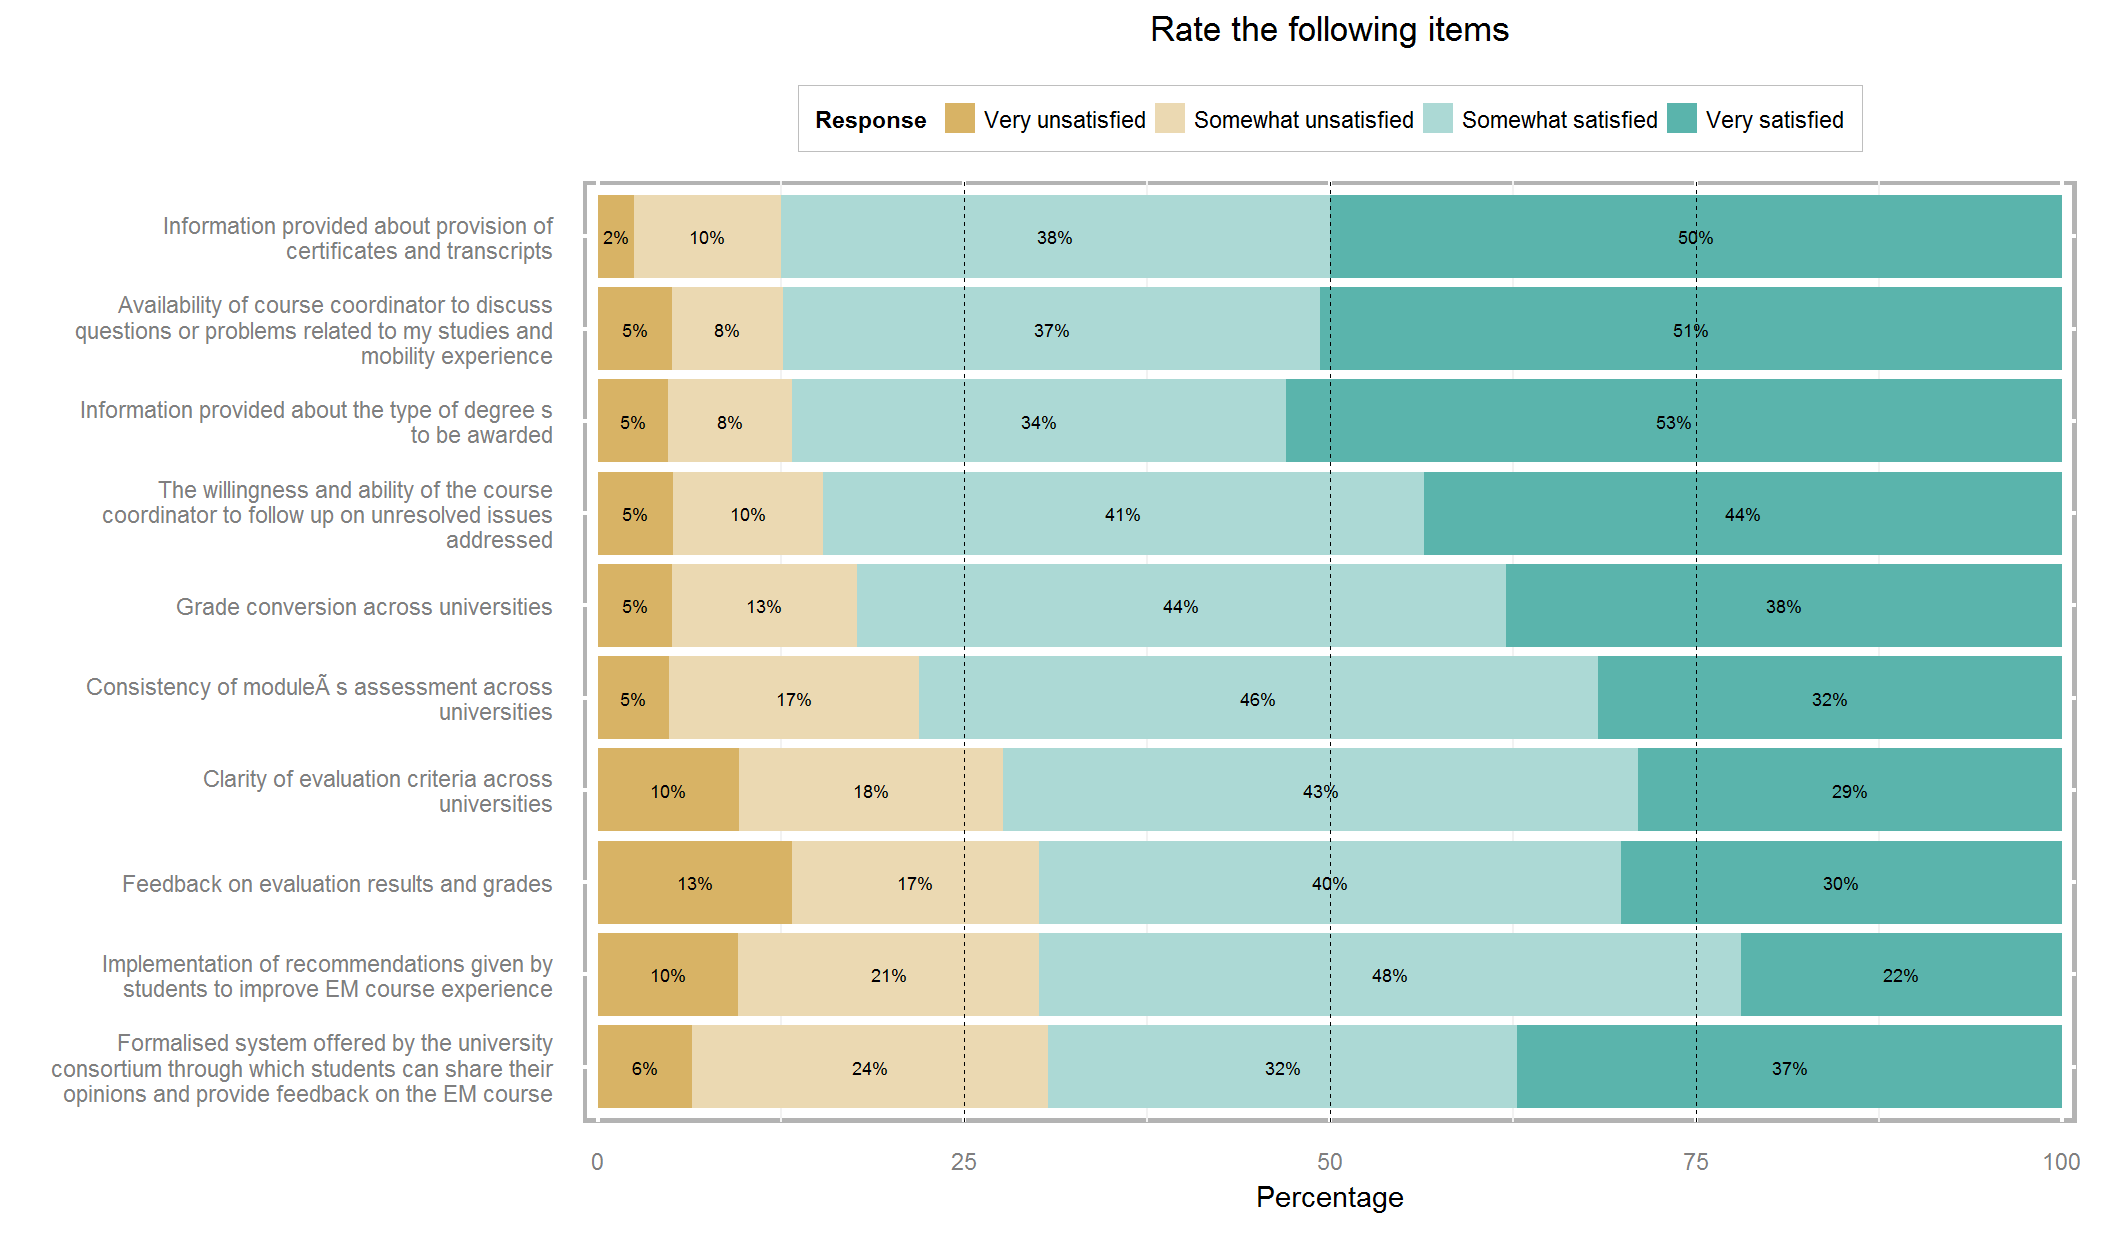 Rate the following items
Response Very unsatisfied Somewhat unsatisfied Somewhat satisfied Very satisfied
Information provided about provision of
certificates and transcripts
2% 10% 38% 50%
Availability of course coordinator to discuss
questions or problems related to my studies and
mobility experience
5% 8% 37% 51%
Information provided about the type of degree s
to be awarded
5% 8% 34% 53%
The willingness and ability of the course
coordinator to follow up on unresolved issues
addressed
5% 10% 41% 44%
Grade conversion across universities
5% 13% 44% 38%
Consistency of moduleÃ s assessment across
universities
5% 17% 46% 32%
Clarity of evaluation criteria across
universities
10% 18% 43% 29%
Feedback on evaluation results and grades
13% 17% 40% 30%
Implementation of recommendations given by
students to improve EM course experience
10% 21% 48% 22%
Formalised system offered by the university
consortium through which students can share their
opinions and provide feedback on the EM course
6% 24% 32% 37%
0 25 50 75 100
Percentage